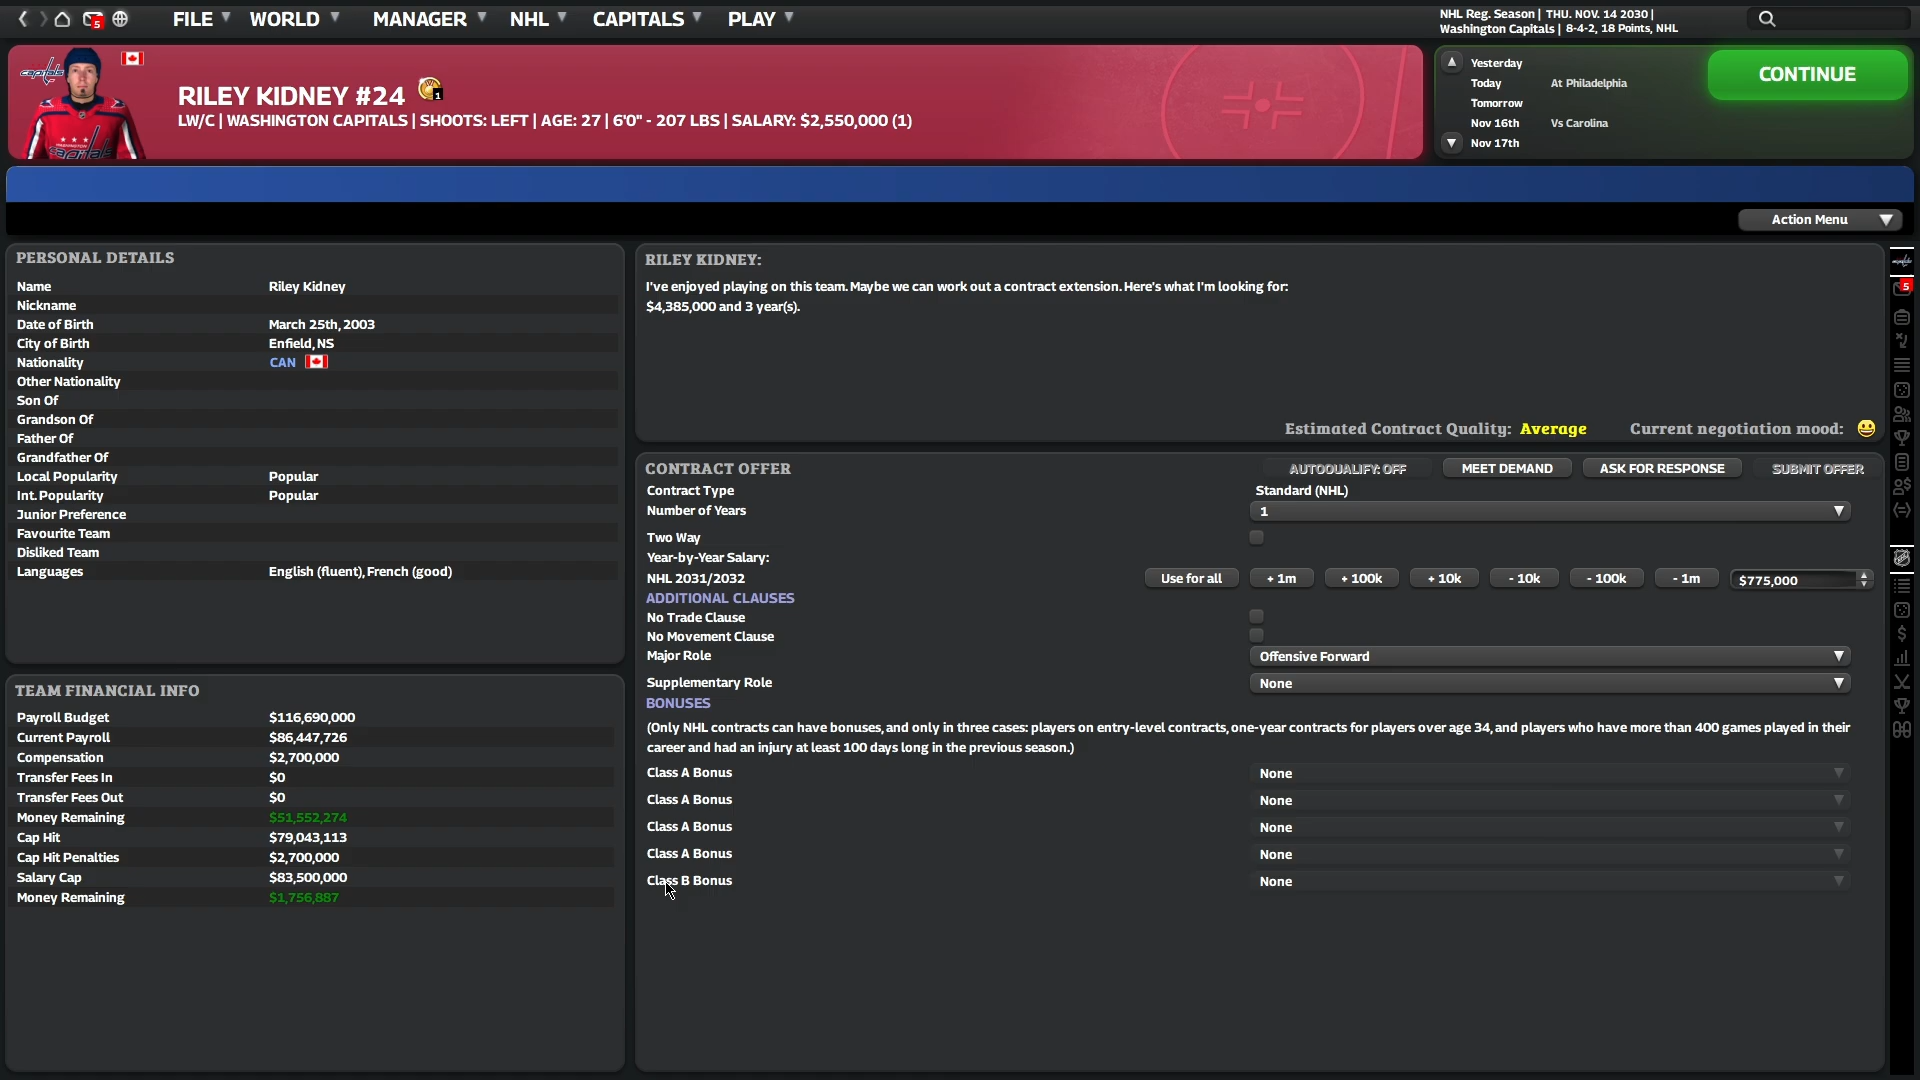 FILE WORLD MANAGER NHL CAPITALS PLAY
5
NHL Reg. Season | THU. NOV. 14 2030 |
Washington Capitals | 8-4-2, 18 Points, NHL
RILEY KIDNEY #24
1
LW/C | WASHINGTON CAPITALS | SHOOTS: LEFT | AGE: 27 | 6'0" - 207 LBS | SALARY: $2,550,000 (1)
Yesterday
Today At Philadelphia
Tomorrow
Nov 16th Vs Carolina
Nov 17th
CONTINUE
Action Menu
PERSONAL DETAILS
Name Riley Kidney
Nickname
Date of Birth March 25th, 2003
City of Birth Enfield, NS
Nationality CAN
Other Nationality
Son Of
Grandson Of
Father Of
Grandfather Of
Local Popularity Popular
Int. Popularity Popular
Junior Preference
Favourite Team
Disliked Team
Languages English (fluent), French (good)
TEAM FINANCIAL INFO
Payroll Budget $116,690,000
Current Payroll $86,447,726
Compensation $2,700,000
Transfer Fees In $0
Transfer Fees Out $0
Money Remaining $51,552,274
Cap Hit $79,043,113
Cap Hit Penalties $2,700,000
Salary Cap $83,500,000
Money Remaining $1,756,887
RILEY KIDNEY:
I've enjoyed playing on this team. Maybe we can work out a contract extension. Here's what I'm looking for:
$4,385,000 and 3 year(s).
Estimated Contract Quality: Average Current negotiation mood:
CONTRACT OFFER AUTOQUALIFY: OFF MEET DEMAND ASK FOR RESPONSE SUBMIT OFFER
Contract Type Standard (NHL)
Number of Years 1
Two Way
Year-by-Year Salary:
NHL 2031/2032 Use for all + 1m + 100k + 10k - 10k - 100k - 1m $775,000
ADDITIONAL CLAUSES
No Trade Clause
No Movement Clause
Major Role Offensive Forward
Supplementary Role None
BONUSES
(Only NHL contracts can have bonuses, and only in three cases: players on entry-level contracts, one-year contracts for players over age 34, and players who have more than 400 games played in their
career and had an injury at least 100 days long in the previous season.)
Class A Bonus None
Class A Bonus None
Class A Bonus None
Class A Bonus None
Class B Bonus None
5